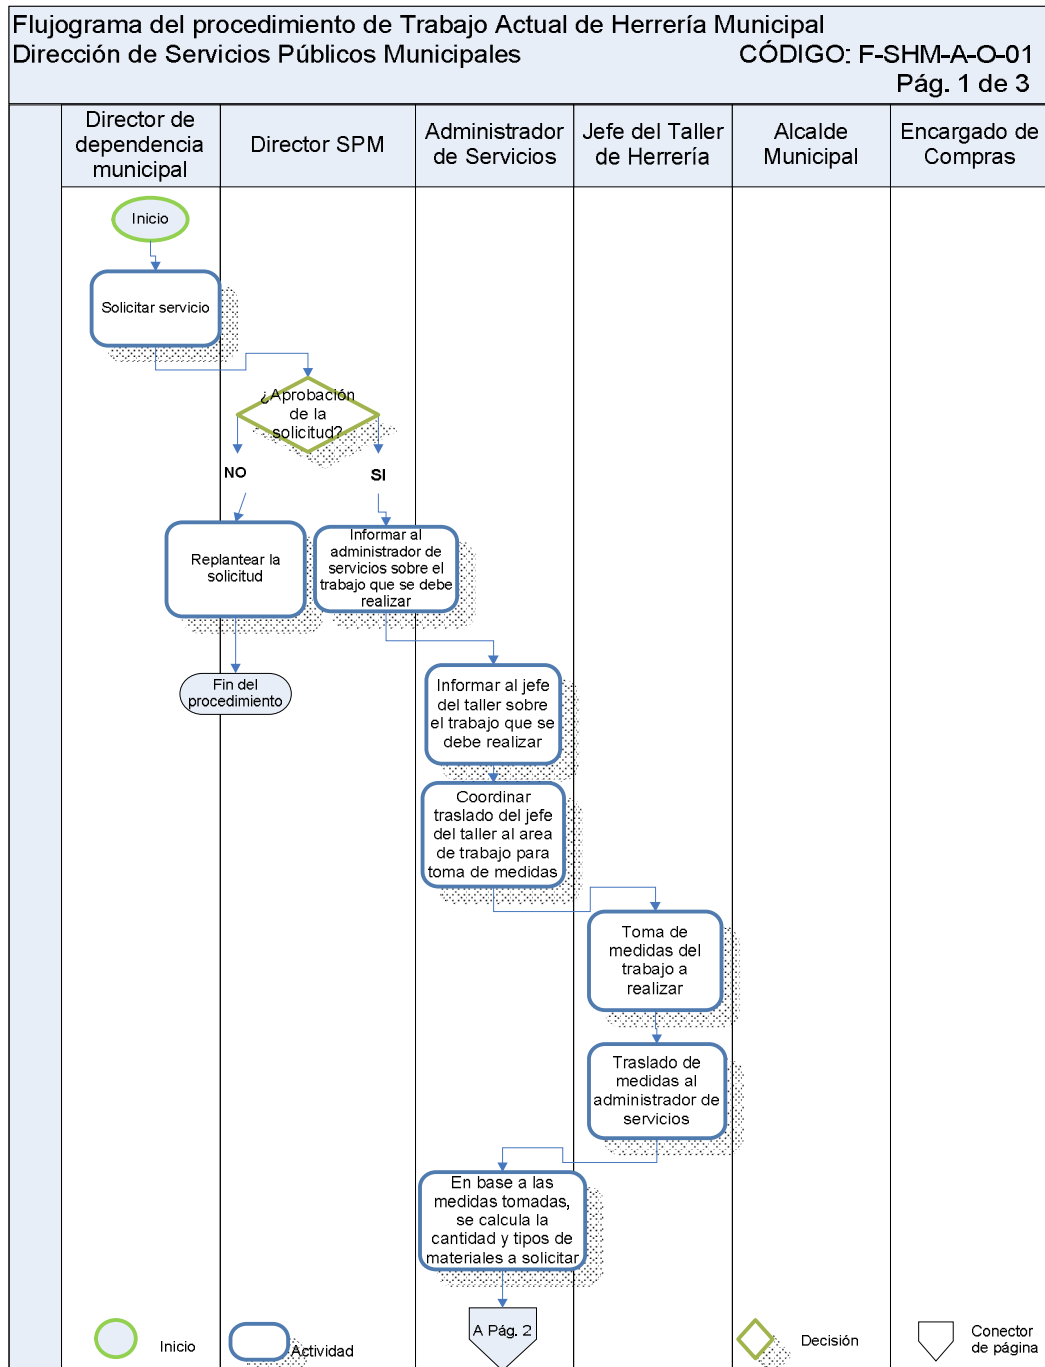 Flujograma del procedimiento de Trabajo Actual de Herrería Municipal
Dirección de Servicios Públicos Municipales
CÓDIGO: F-SHM-A-O-01
Pág. 1 de 3
Director de
dependencia
municipal
Director SPM
Administrador
de Servicios
Jefe del Taller
de Herrería
Alcalde
Municipal
Encargado de
Compras
Inicio
Solicitar servicio
¿Aprobación
de la
solicitud?
NO
SI
Replantear la
solicitud
Informar al
administrador de
servicios sobre el
trabajo que se debe
realizar
Fin del
procedimiento
Informar al jefe
del taller sobre
el trabajo que se
debe realizar
Coordinar
traslado del jefe
del taller al area
de trabajo para
toma de medidas
Toma de
medidas del
trabajo a
realizar
Traslado de
medidas al
administrador de
servicios
En base a las
medidas tomadas,
se calcula la
cantidad y tipos de
materiales a solicitar
A Pág. 2
Inicio
Actividad
Decisión
Conector
de página